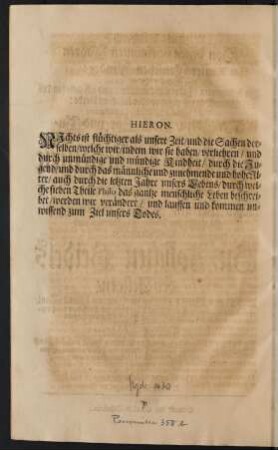 HIERON.
NIchts ist flüchtiger als unsere Zeit/ und die Sachen der-
selben/ welche wir/ indem wir sie haben/ verliehren/ und
durch unmündige und mündige Kindheit/ durch die Ju-
gend/ und durch das männliche und zunehmende und hohe Al-
ter/ auch durch die letzten Jahre unsers Lebens/ durch wel-
che sieben Theile das gantze menschliche Leben beschrie-
ben/ werden wir verändert/ und lauffen und kommen un-
wissend zum Ziel unsers Todes.
358